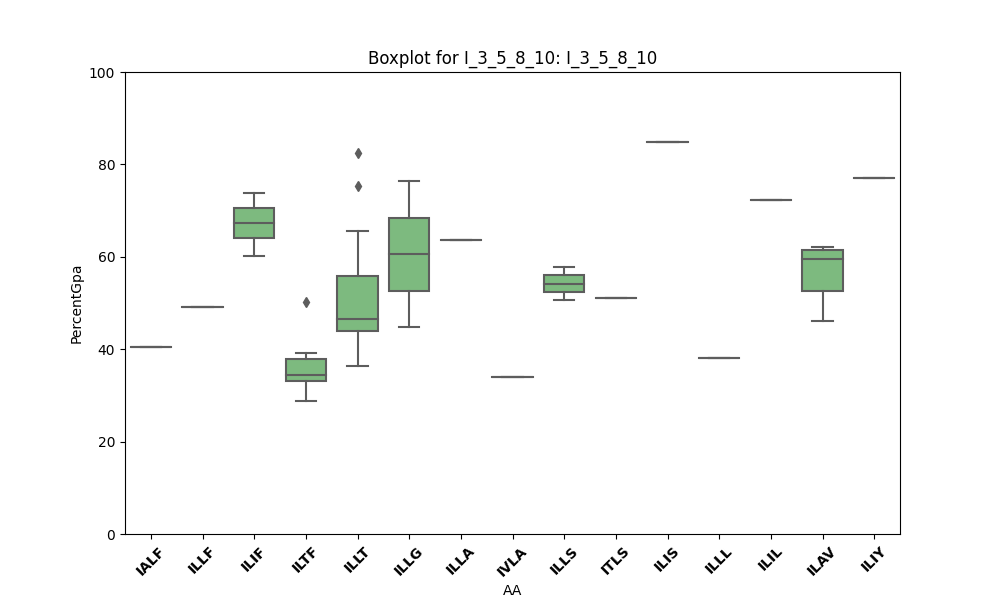 Boxplot for I_3_5_8_10: I_3_5_8_10
PercentGpa
100
80
60
40
20
0
IALF ILLF ILIF ILTF ILLT ILLG ILLA IVLA ILLS ITLS ILIS ILLL ILIL ILAV ILIY
AA